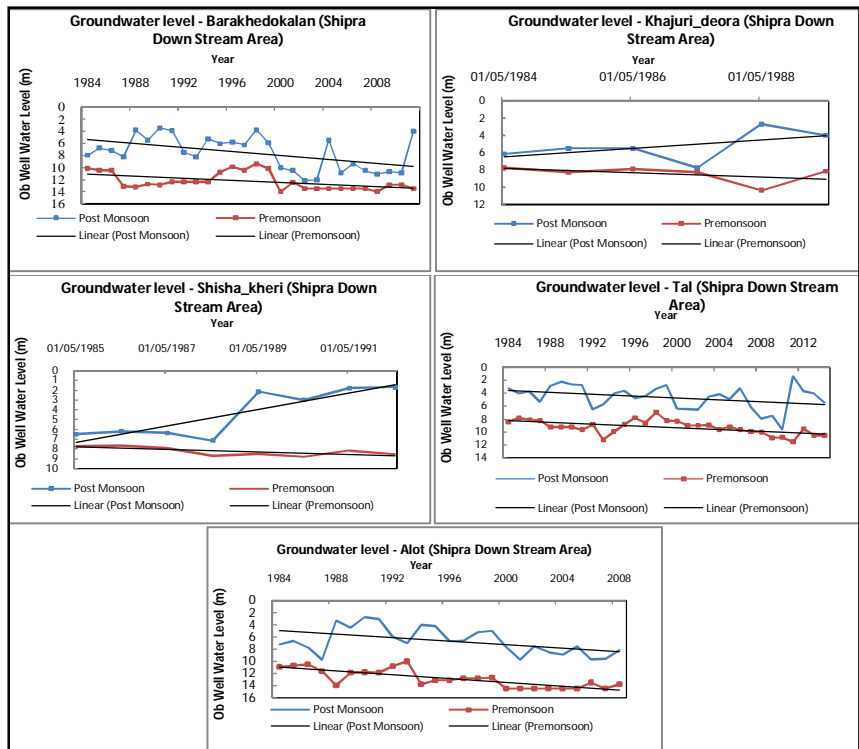 Groundwater level - Barakhedokalan (Shipra
Down Stream Area)
Year
1984 1988 1992 1996 2000 2004 2008
Ob Well Water Level (m)
0
2
4
6
8
10
12
14
16
Post Monsoon Premonsoon
Linear (Post Monsoon) Linear (Premonsoon)
Groundwater level - Khajuri_deora (Shipra Down
Stream Area)
Year
01/05/1984 01/05/1986 01/05/1988
Ob Well Water Level (m)
0
2
4
6
8
10
12
Post Monsoon Premonsoon
Linear (Post Monsoon) Linear (Premonsoon)
Groundwater level - Shisha_kheri (Shipra Down
Stream Area)
Year
01/05/1985 01/05/1987 01/05/1989 01/05/1991
Ob Well Water Level (m)
0
1
2
3
4
5
6
7
8
9
10
Post Monsoon Premonsoon
Linear (Post Monsoon) Linear (Premonsoon)
Groundwater level - Tal (Shipra Down Stream
Area)
Year
1984 1988 1992 1996 2000 2004 2008 2012
Ob Well Water Level (m)
0
2
4
6
8
10
12
14
Post Monsoon Premonsoon
Linear (Post Monsoon) Linear (Premonsoon)
Groundwater level - Alot (Shipra Down Stream Area)
Year
1984 1988 1992 1996 2000 2004 2008
Ob Well Water Level (m)
0
2
4
6
8
10
12
14
16
Post Monsoon Premonsoon
Linear (Post Monsoon) Linear (Premonsoon)